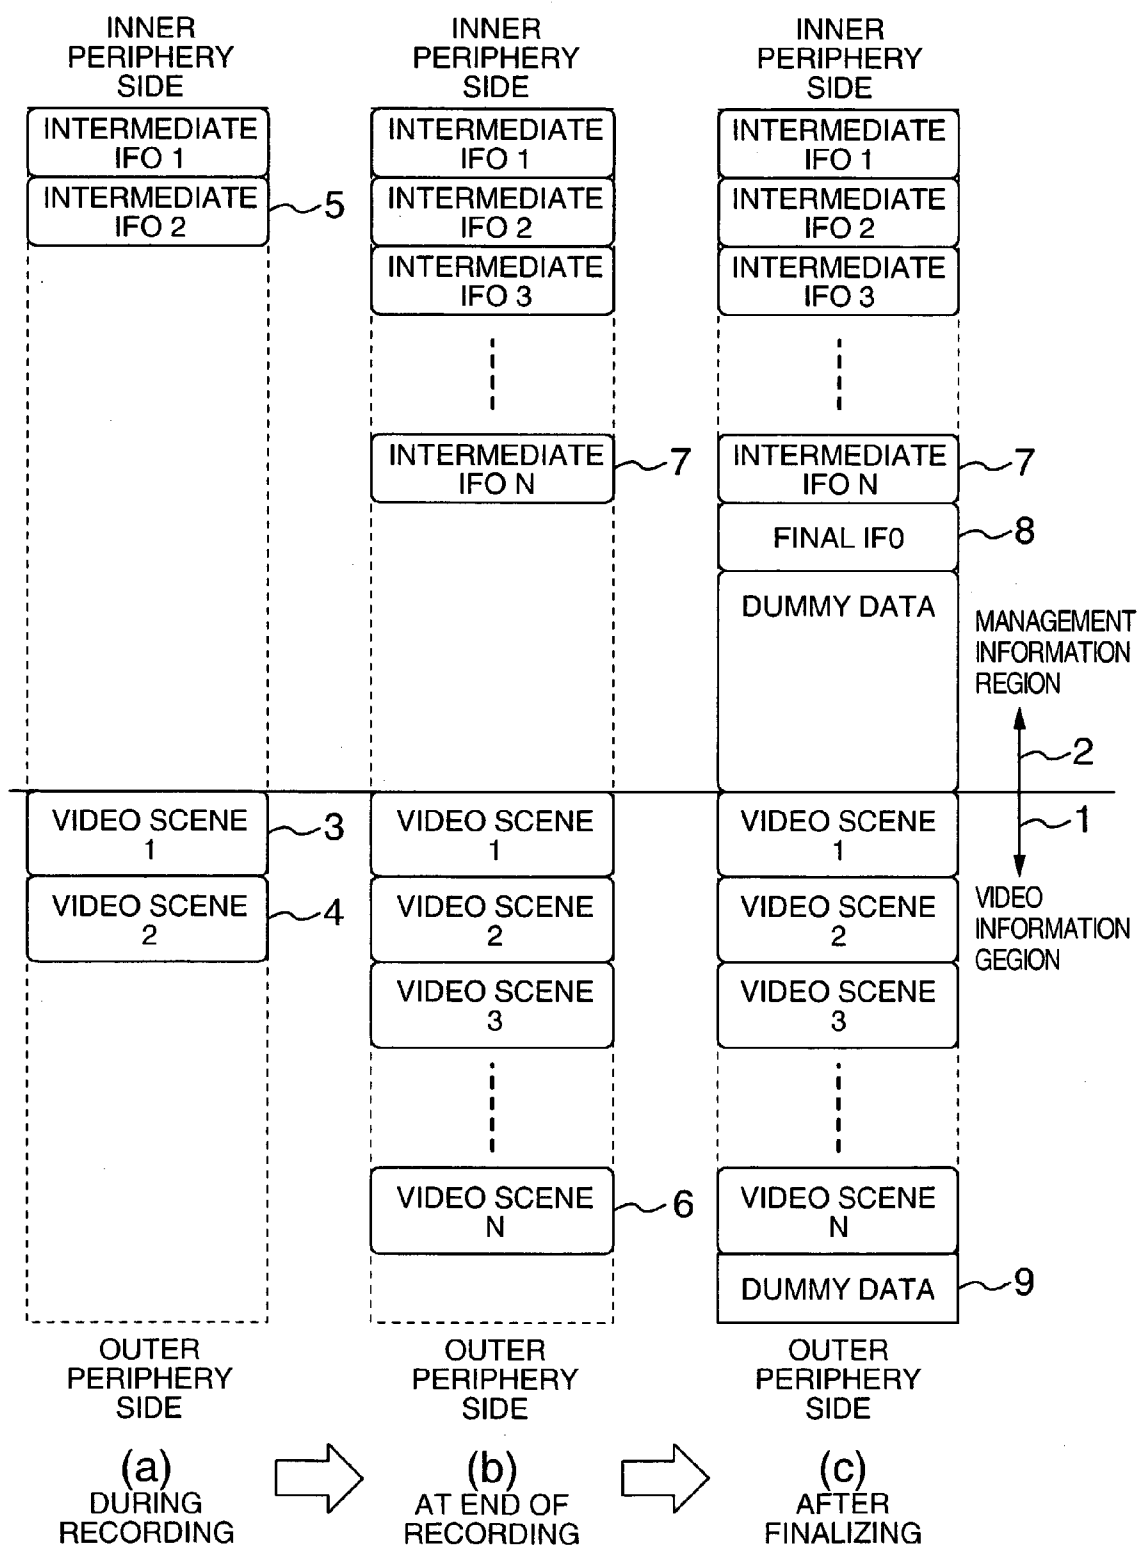 INNER
PERIPHERY
SIDE
INTERMEDIATE
IFO 1
INTERMEDIATE
IFO 2
5
VIDEO SCENE
1
3
VIDEO SCENE
2
4
OUTER
PERIPHERY
SIDE
(a)
DURING
RECORDING
INNER
PERIPHERY
SIDE
INTERMEDIATE
IFO 1
INTERMEDIATE
IFO 2
INTERMEDIATE
IFO 3
INTERMEDIATE
IFO N
7
VIDEO SCENE
1
VIDEO SCENE
2
VIDEO SCENE
3
VIDEO SCENE
N
6
OUTER
PERIPHERY
SIDE
(b)
AT END OF
RECORDING
INNER
PERIPHERY
SIDE
INTERMEDIATE
IFO 1
INTERMEDIATE
IFO 2
INTERMEDIATE
IFO 3
INTERMEDIATE
IFO N
7
FINAL IF0
8
DUMMY DATA
MANAGEMENT
INFORMATION
REGION
2
1
VIDEO
INFORMATION
GEGION
VIDEO SCENE
1
VIDEO SCENE
2
VIDEO SCENE
3
VIDEO SCENE
N
DUMMY DATA
9
OUTER
PERIPHERY
SIDE
(c)
AFTER
FINALIZING